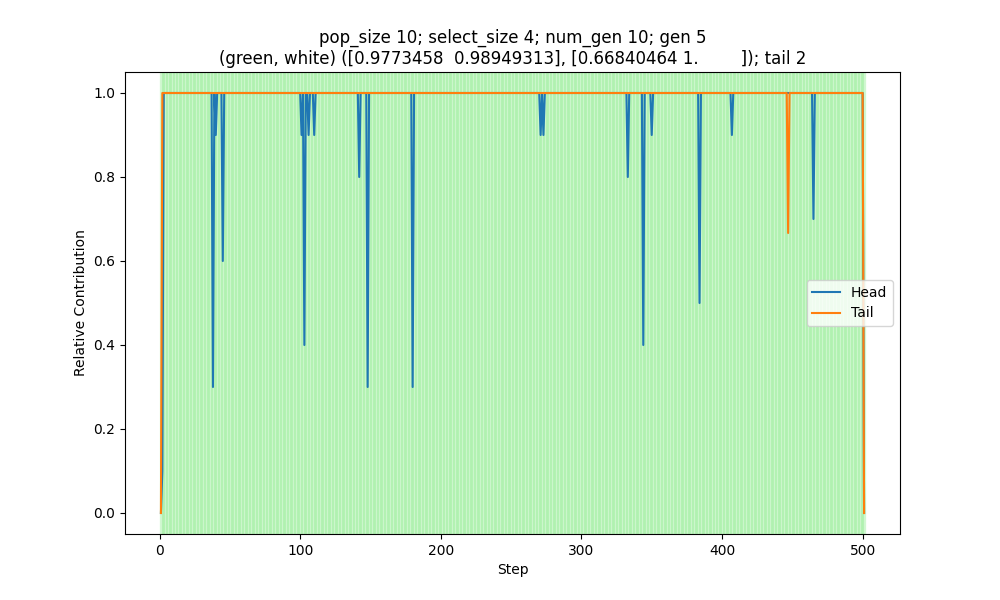 pop_size 10; select_size 4; num_gen 10; gen 5
(green, white) ([0.9773458  0.98949313], [0.66840464 1.        ]); tail 2
1.0
0.8
0.6
0.4
0.2
0.0
Relative Contribution
Head
Tail
0 100 200 300 400 500
Step